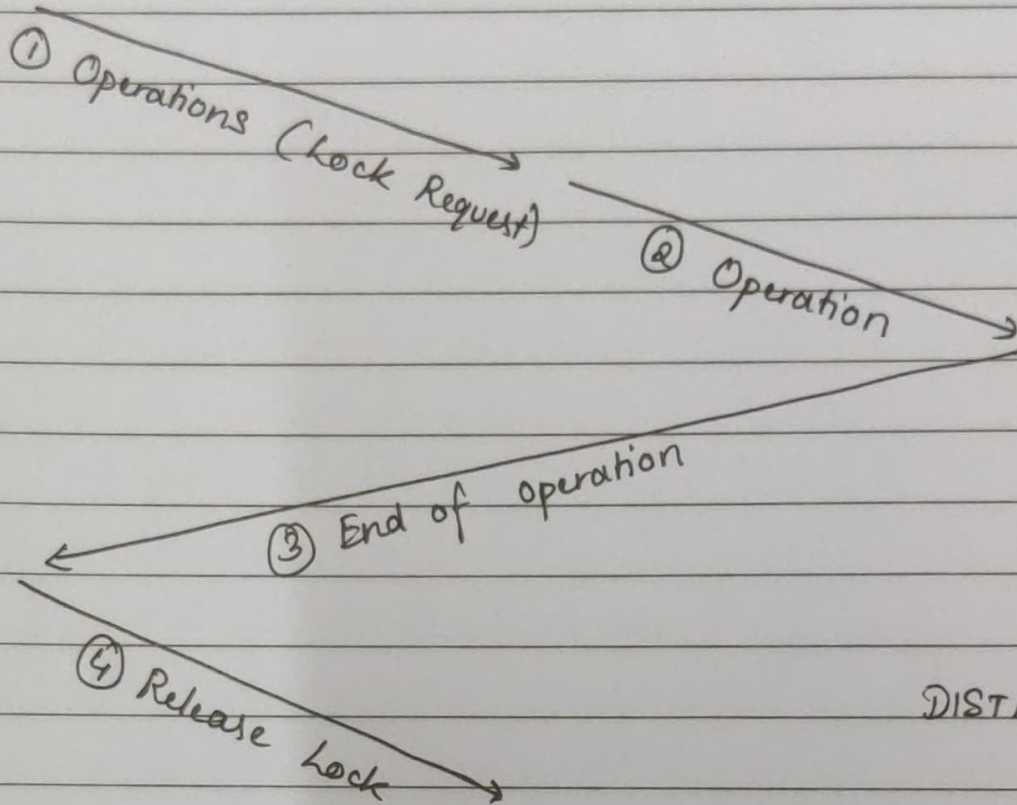 ① Operations (Lock Request)
② Operation
③ End of operation
④ Release Lock
DIST